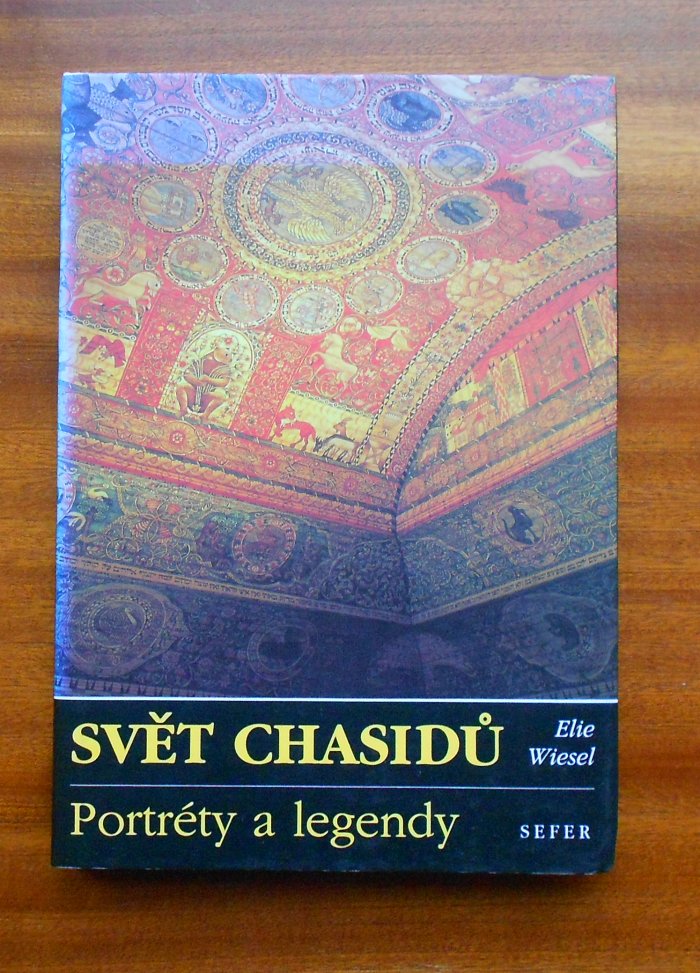 SVĚT CHASIDŮ
Elie
Wiesel
Portréty a legendy
SEFER